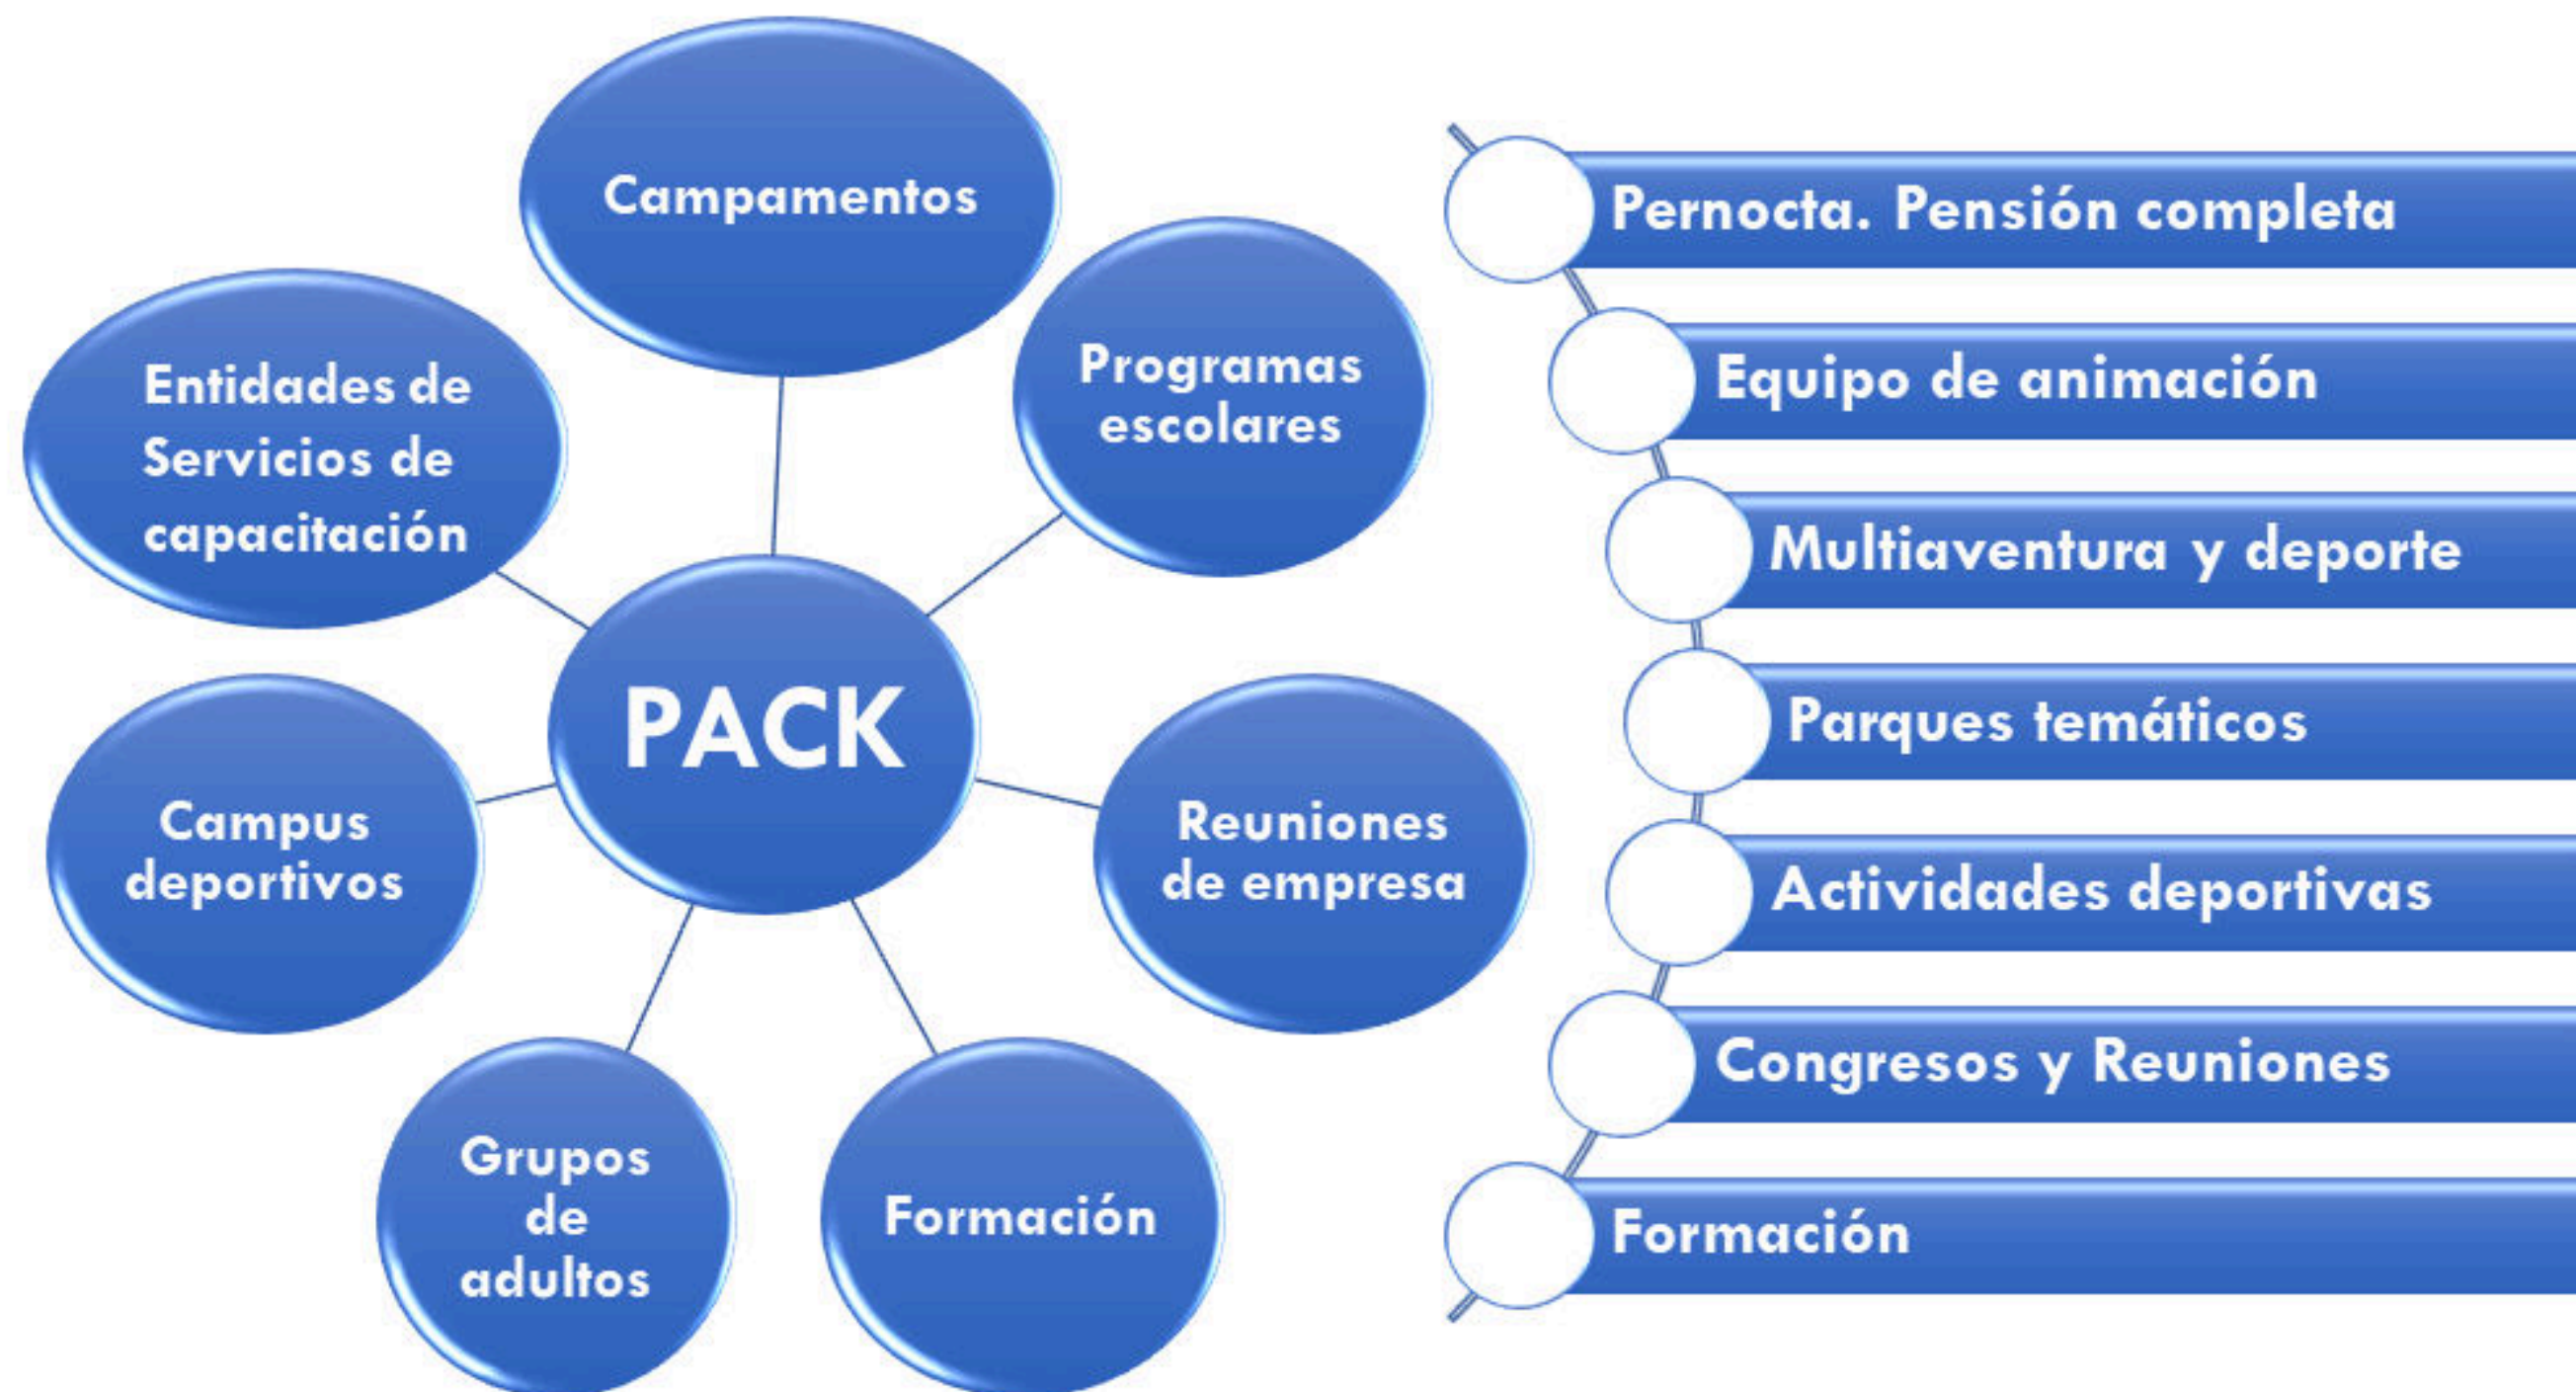 Campamentos
Programas
escolares
Entidades de
Servicios de
capacitación
PACK
Campus
deportivos
Reuniones
de empresa
Grupos
de
adultos
Formación
Pernocta. Pensión completa
Equipo de animación
Multiaventura y deporte
Parques temáticos
Actividades deportivas
Congresos y Reuniones
Formación